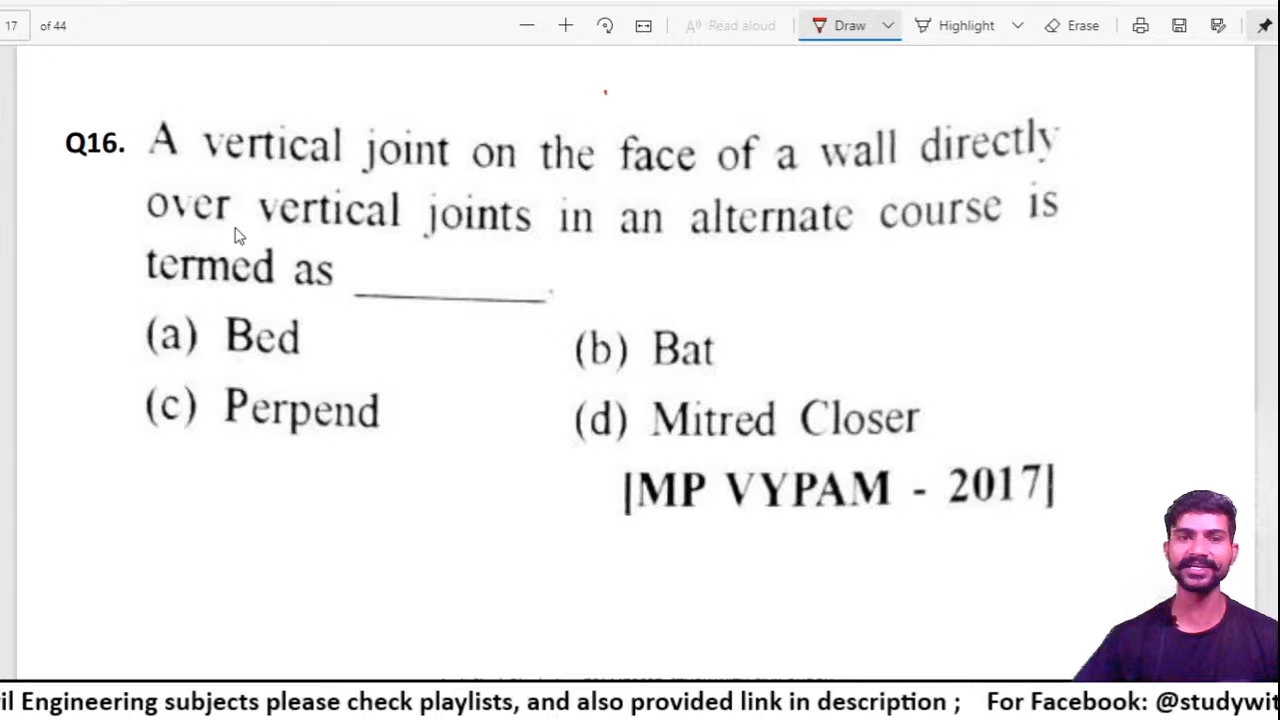 17 of 44 Read aloud Draw Highlight Erase
Q16. A vertical joint on the face of a wall directly
over vertical joints in an alternate course is
termed as ________.
(a) Bed (b) Bat
(c) Perpend (d) Mitred Closer
[MP VYPAM - 2017]
il Engineering subjects please check playlists, and also provided link in description ; For Facebook: @studywit